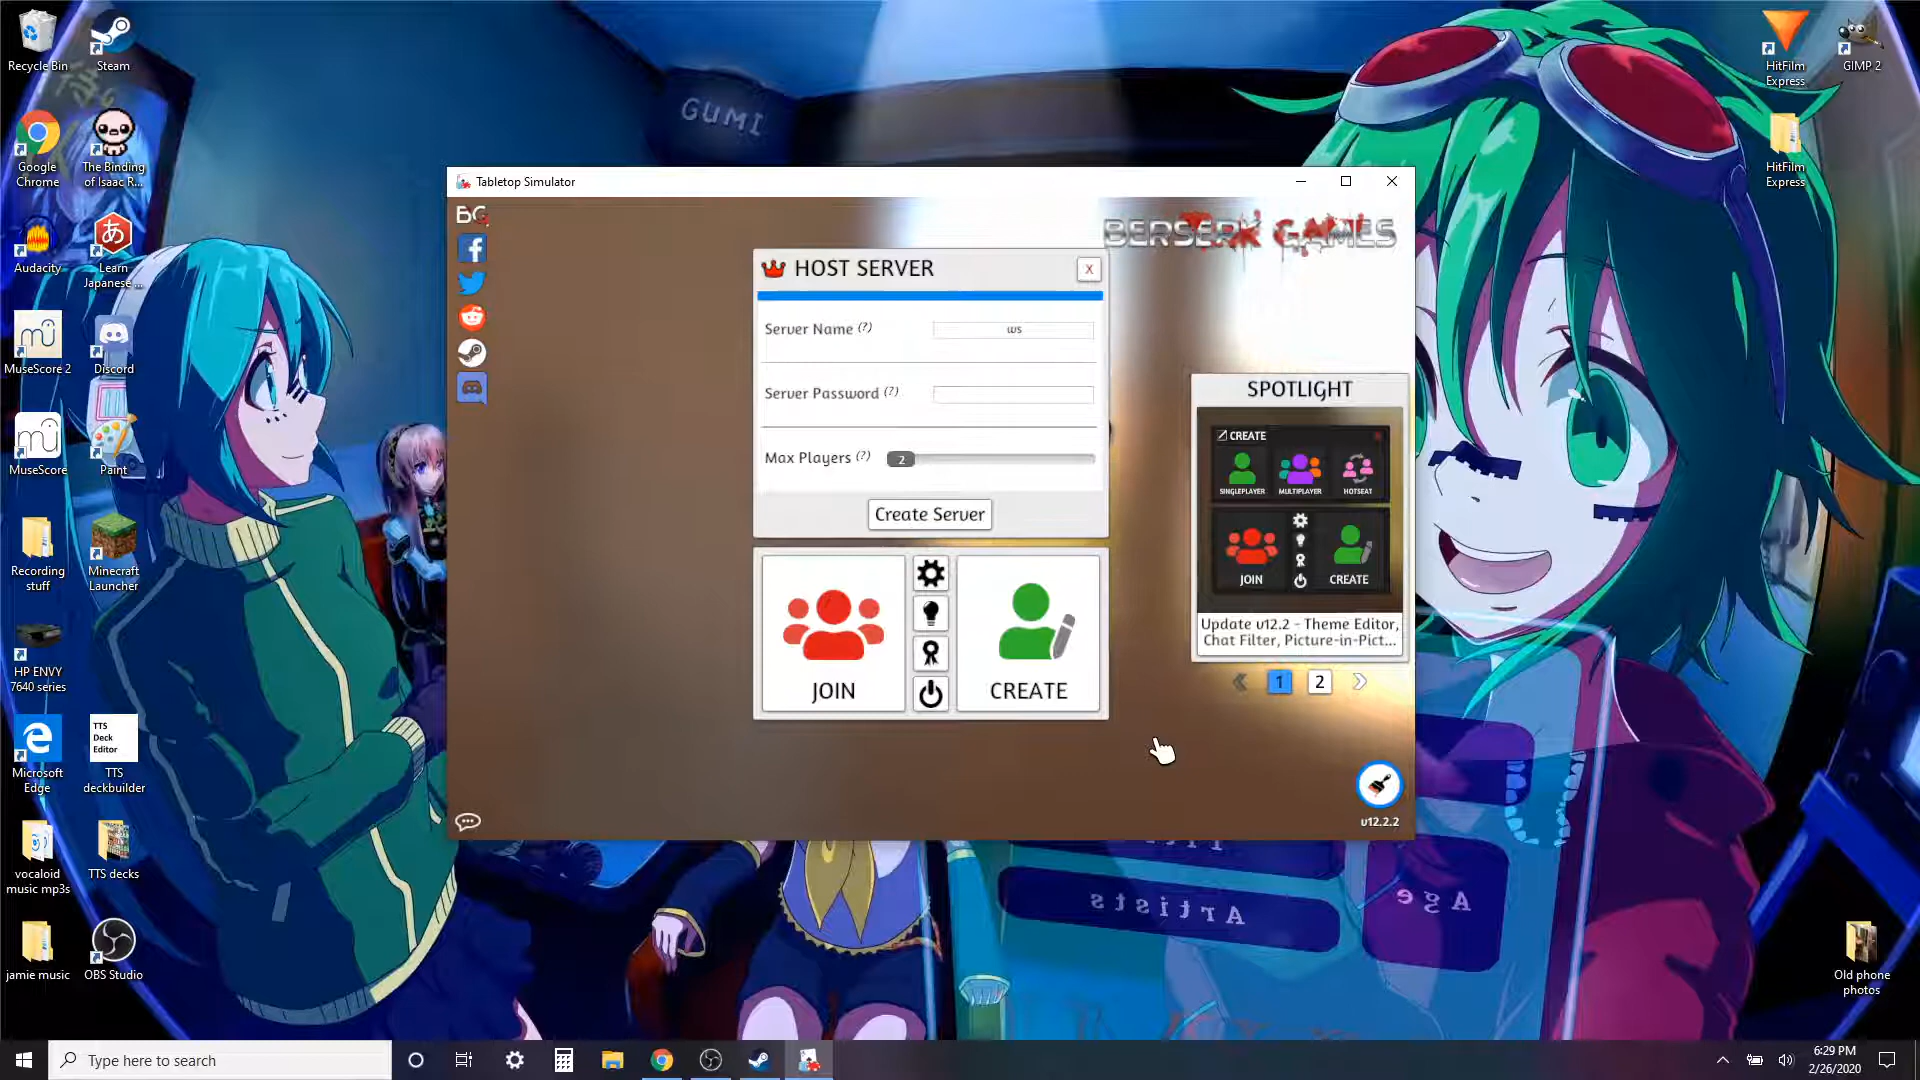 Recycle Bin
Steam
Google
Chrome
The Binding
of Isaac R...
Audacity
Learn
Japanese ...
MuseScore 2
Discord
MuseScore
Paint
Recording
stuff
Minecraft
Launcher
HP ENVY
7640 series
Microsoft
Edge
TTS
Deck
Editor
TTS
deckbuilder
vocaloid
music mp3s
TTS decks
jamie music
OBS Studio
GUMI
HitFilm
Express
GIMP 2
HitFilm
Express
Old phone
photos
Tabletop Simulator
BG
BERSERK GAMES
HOST SERVER
X
Server Name (?)
ws
Server Password (?)
Max Players (?)
2
Create Server
JOIN
CREATE
SPOTLIGHT
CREATE
SINGLEPLAYER
MULTIPLAYER
HOTSEAT
JOIN
CREATE
Update v12.2 - Theme Editor,
Chat Filter, Picture-in-Pict...
1
2
v12.2.2
Artists
Age
Type here to search
6:29 PM
2/26/2020